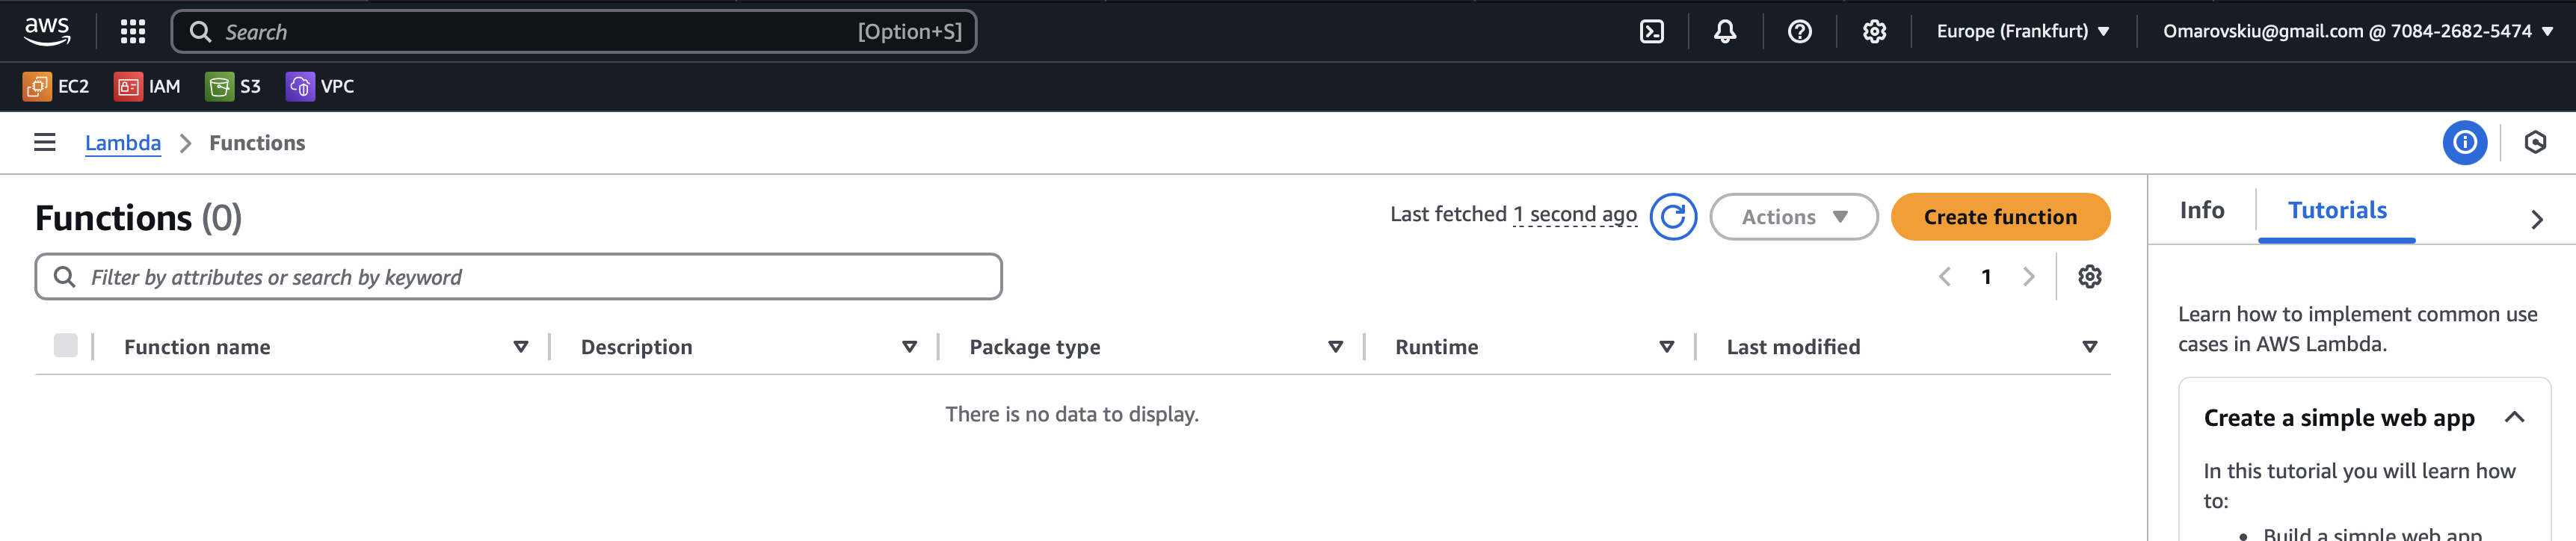 aws
Search [Option+S]
Europe (Frankfurt) Omarovskiu@gmail.com @ 7084-2682-5474
EC2 IAM S3 VPC
Lambda Functions
Functions (0)
Last fetched 1 second ago Actions Create function
Filter by attributes or search by keyword
1
Function name Description Package type Runtime Last modified
There is no data to display.
Info Tutorials
Learn how to implement common use
cases in AWS Lambda.
Create a simple web app
In this tutorial you will learn how
to:
• Build a simple web app